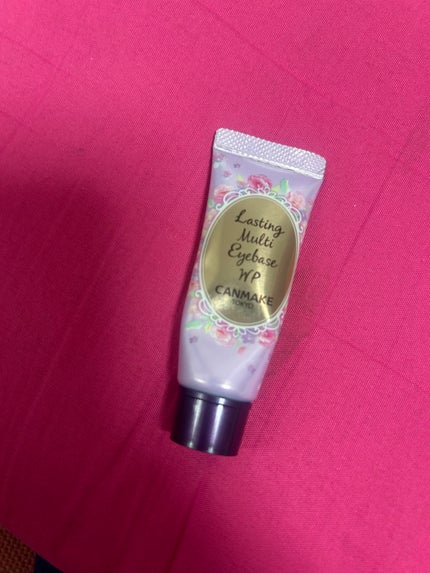 Lasting
Multi
Eyebase
WP
CANMAKE
TOKYO